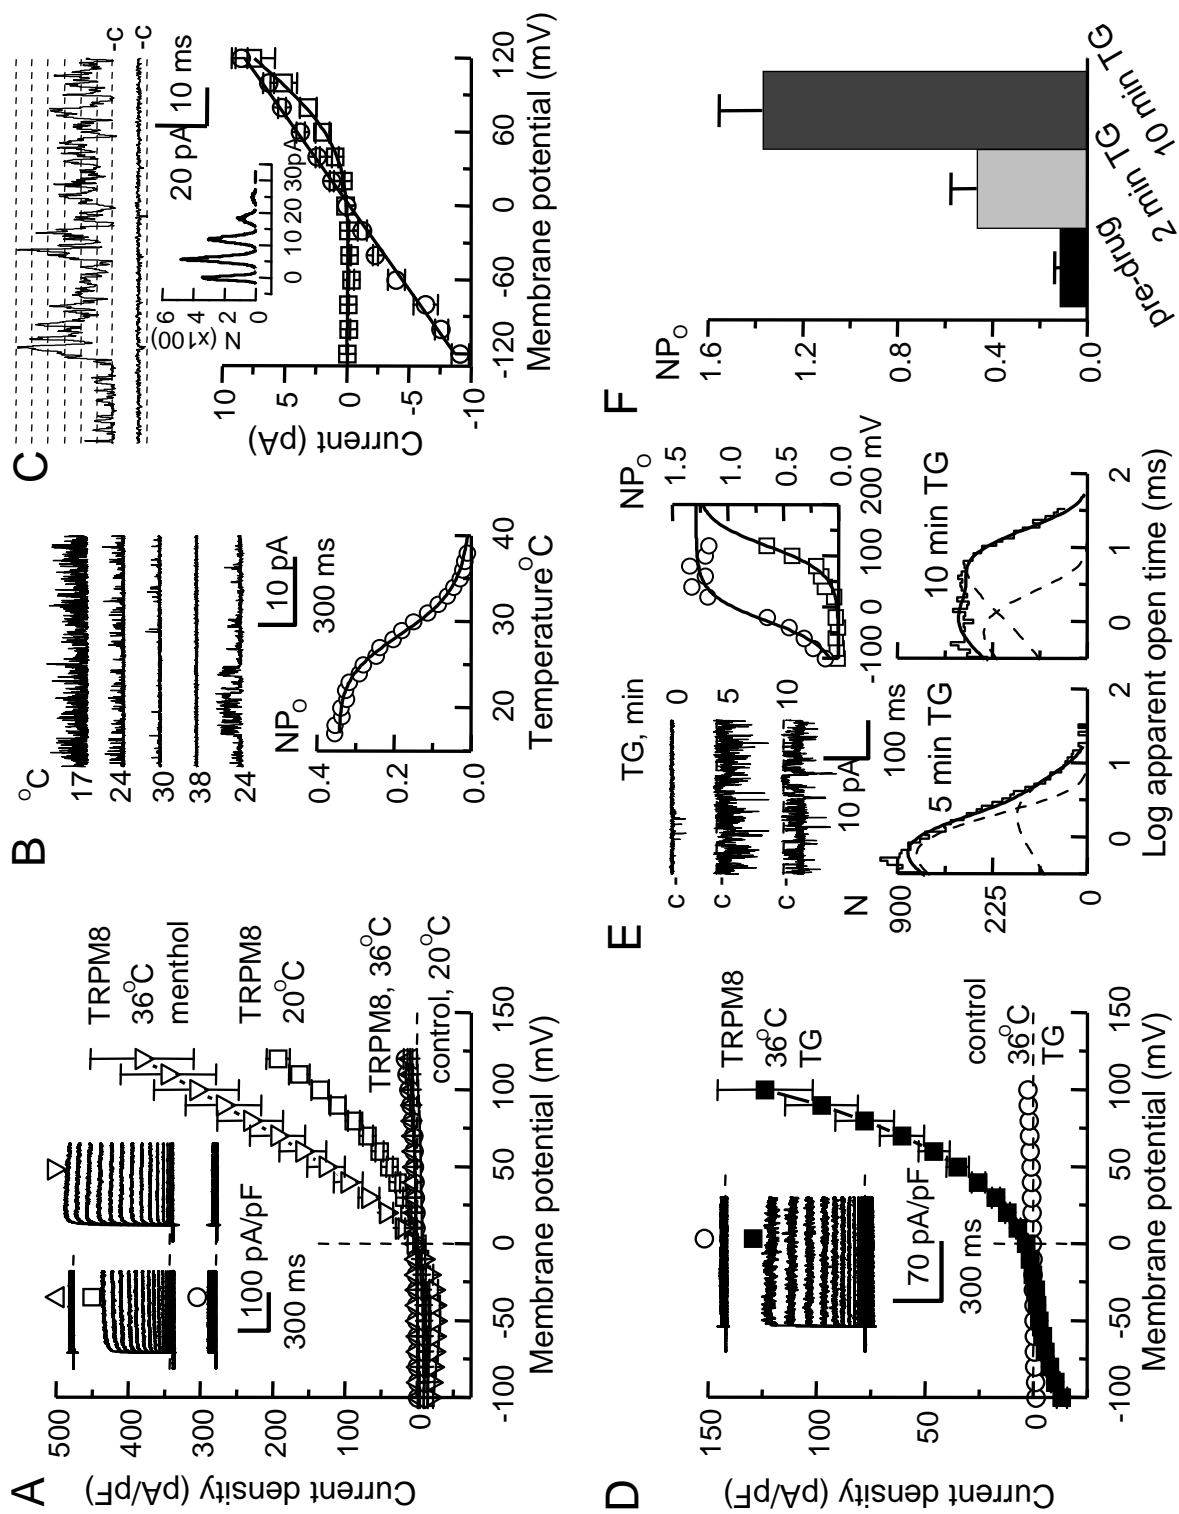 A
500
400
300
200
100
0
Current density (pA/pF)
-100 -50 0 50 100 150
Membrane potential (mV)
100 pA/pF
300 ms
TRPM8
36°C
menthol
TRPM8
20°C
TRPM8, 36°C
control, 20°C
B
°C
17
24
30
38
24
10 pA
300 ms
NPO
0.4
0.2
0.0
20 30 40
Temperature°C
C
-c
-c
20 pA
10 ms
N (x100)
6
4
2
0
0 10 20 30pA
10
5
0
-5
-10
Current (pA)
-120 -60 0 60 120
Membrane potential (mV)
D
150
100
50
0
Current density (pA/pF)
-100 -50 0 50 100 150
Membrane potential (mV)
70 pA/pF
300 ms
TRPM8
36°C
TG
control
36°C
TG
E
TG, min
c - 0
c - 5
c - 10
10 pA
100 ms
NPO
1.5
1.0
0.5
0.0
-100 0 100 200 mV
N
900
225
0
5 min TG
10 min TG
0 1 2
0 1 2
Log apparent open time (ms)
F
NPO
1.6
1.2
0.8
0.4
0.0
pre-drug
2 min TG
10 min TG